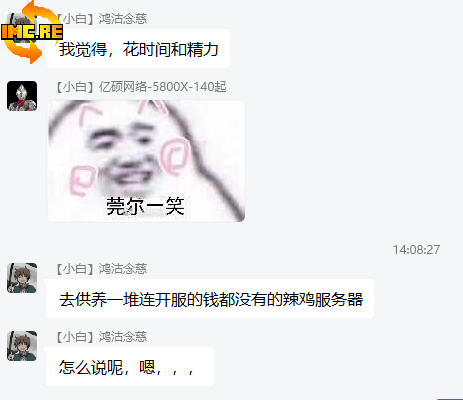 【小白】鸿沽念慈
IMC.RE
我觉得，花时间和精力
【小白】亿硕网络-5800X-140起
莞尔一笑
14:08:27
【小白】鸿沽念慈
去供养一堆连开服的钱都没有的辣鸡服务器
【小白】鸿沽念慈
怎么说呢，嗯，，，